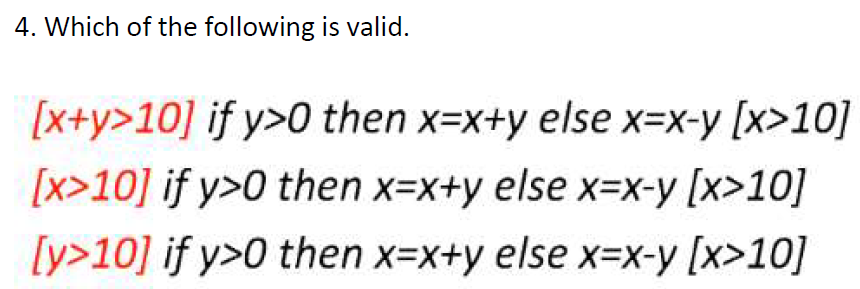 4. Which of the following is valid.
[x+y>10] if y>0 then x=x+y else x=x-y [x>10]
[x>10] if y>0 then x=x+y else x=x-y [x>10]
[y>10] if y>0 then x=x+y else x=x-y [x>10]